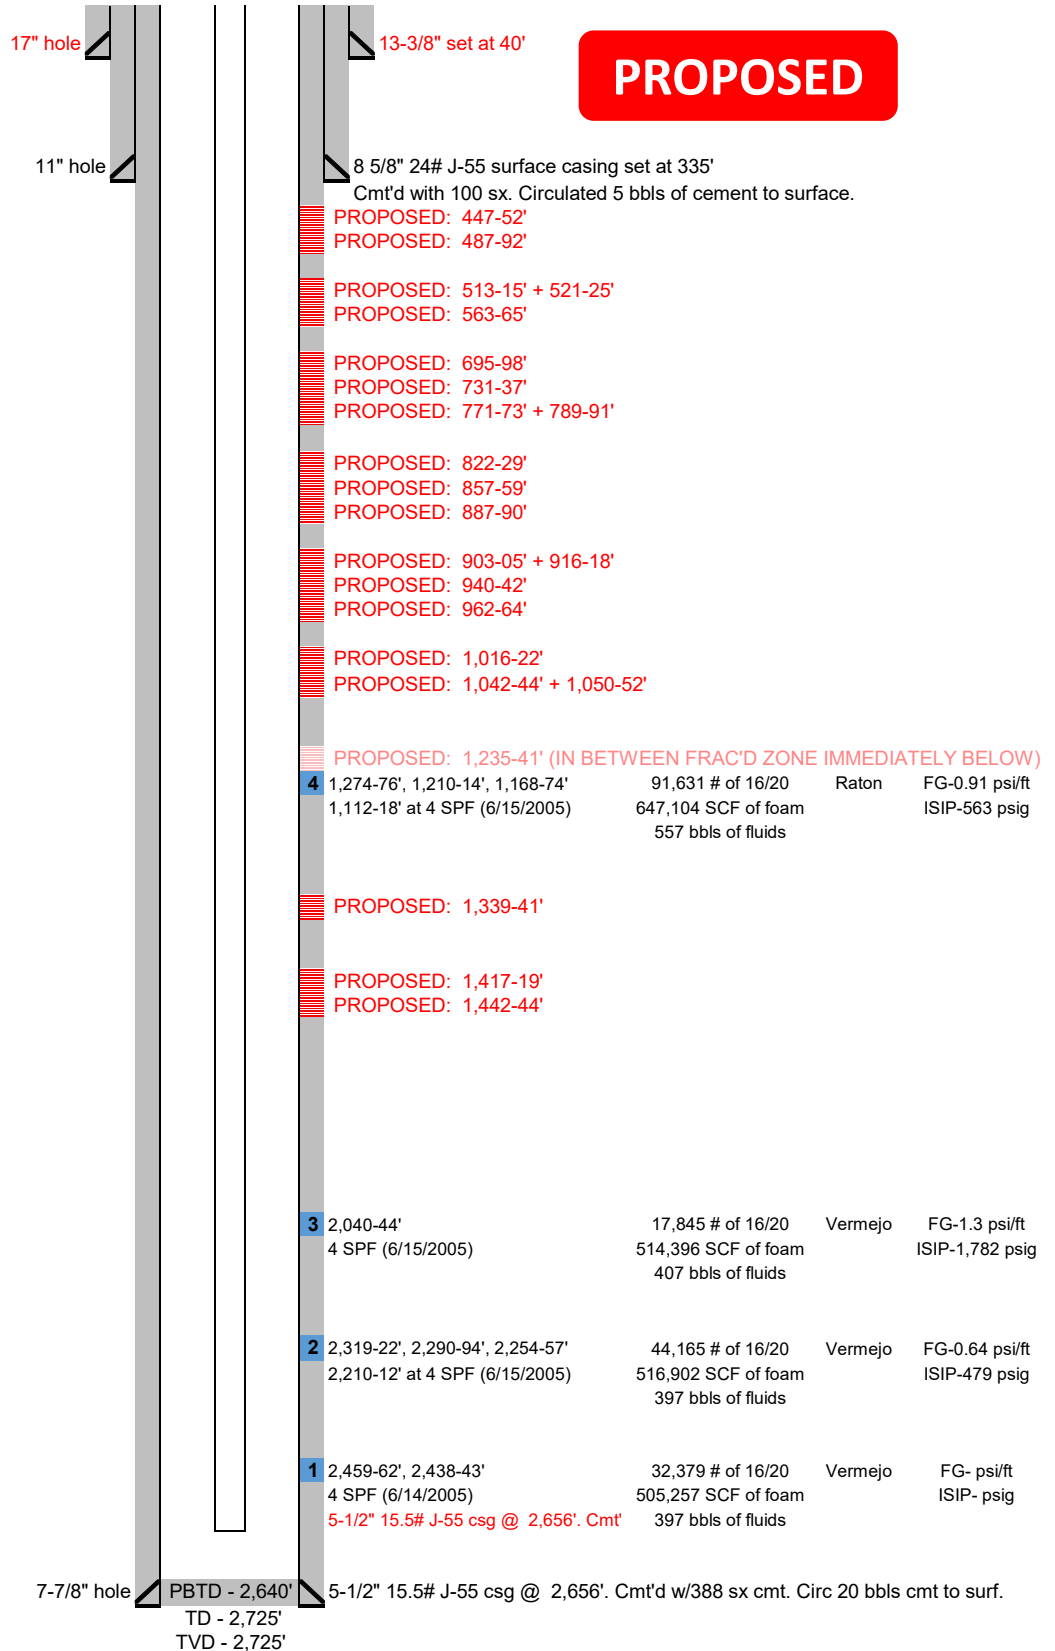 17" hole
13-3/8" set at 40'
PROPOSED
11" hole
8 5/8" 24# J-55 surface casing set at 335'
Cmt'd with 100 sx. Circulated 5 bbls of cement to surface.
PROPOSED: 447-52'
PROPOSED: 487-92'
PROPOSED: 513-15' + 521-25'
PROPOSED: 563-65'
PROPOSED: 695-98'
PROPOSED: 731-37'
PROPOSED: 771-73' + 789-91'
PROPOSED: 822-29'
PROPOSED: 857-59'
PROPOSED: 887-90'
PROPOSED: 903-05' + 916-18'
PROPOSED: 940-42'
PROPOSED: 962-64'
PROPOSED: 1,016-22'
PROPOSED: 1,042-44' + 1,050-52'
PROPOSED: 1,235-41' (IN BETWEEN FRAC'D ZONE IMMEDIATELY BELOW)
4 1,274-76', 1,210-14', 1,168-74' 91,631 # of 16/20 Raton FG-0.91 psi/ft
1,112-18' at 4 SPF (6/15/2005) 647,104 SCF of foam ISIP-563 psig
557 bbls of fluids
PROPOSED: 1,339-41'
PROPOSED: 1,417-19'
PROPOSED: 1,442-44'
3 2,040-44' 17,845 # of 16/20 Vermejo FG-1.3 psi/ft
4 SPF (6/15/2005) 514,396 SCF of foam ISIP-1,782 psig
407 bbls of fluids
2 2,319-22', 2,290-94', 2,254-57' 44,165 # of 16/20 Vermejo FG-0.64 psi/ft
2,210-12' at 4 SPF (6/15/2005) 516,902 SCF of foam ISIP-479 psig
397 bbls of fluids
1 2,459-62', 2,438-43' 32,379 # of 16/20 Vermejo FG- psi/ft
4 SPF (6/14/2005) 505,257 SCF of foam ISIP- psig
5-1/2" 15.5# J-55 csg @ 2,656'. Cmt' 397 bbls of fluids
7-7/8" hole PBTD - 2,640' 5-1/2" 15.5# J-55 csg @ 2,656'. Cmt'd w/388 sx cmt. Circ 20 bbls cmt to surf.
TD - 2,725'
TVD - 2,725'